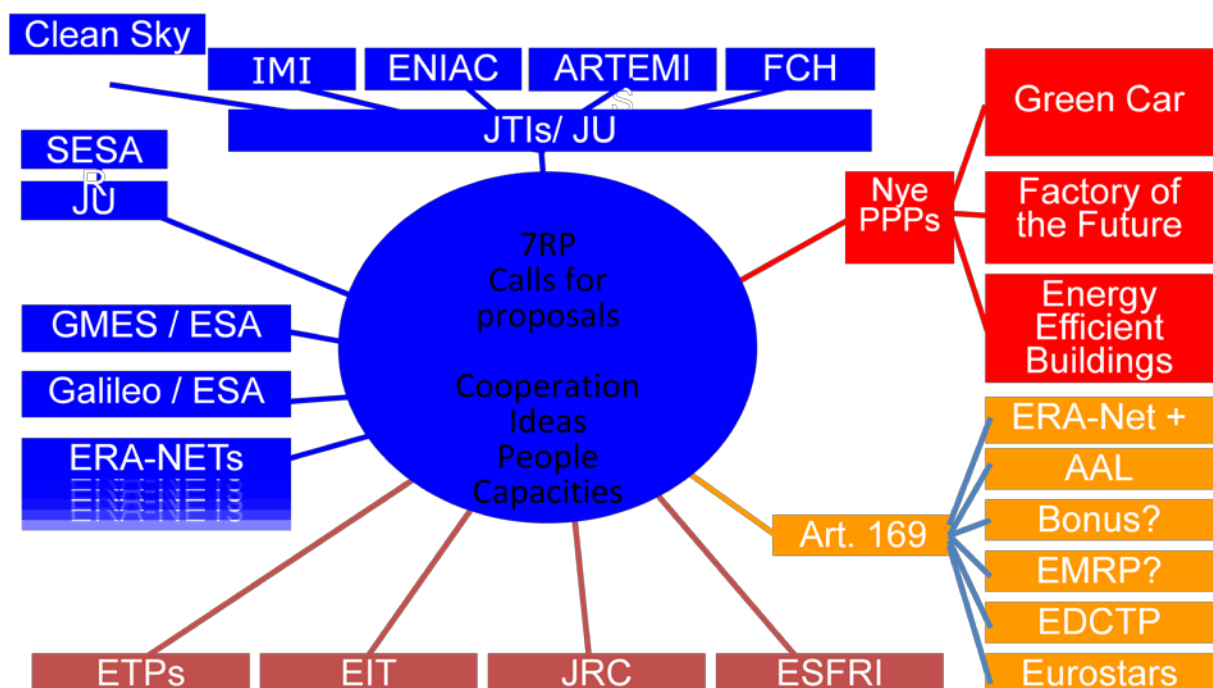 Clean Sky
IMI
ENIAC
ARTEMI
S
FCH
JTIs/ JU
SESA
R
JU
GMES / ESA
Galileo / ESA
ERA-NETs
7RP
Calls for
proposals
Cooperation
Ideas
People
Capacities
Nye
PPPs
Green Car
Factory of
the Future
Energy
Efficient
Buildings
Art. 169
ERA-Net +
AAL
Bonus?
EMRP?
EDCTP
Eurostars
ETPs
EIT
JRC
ESFRI